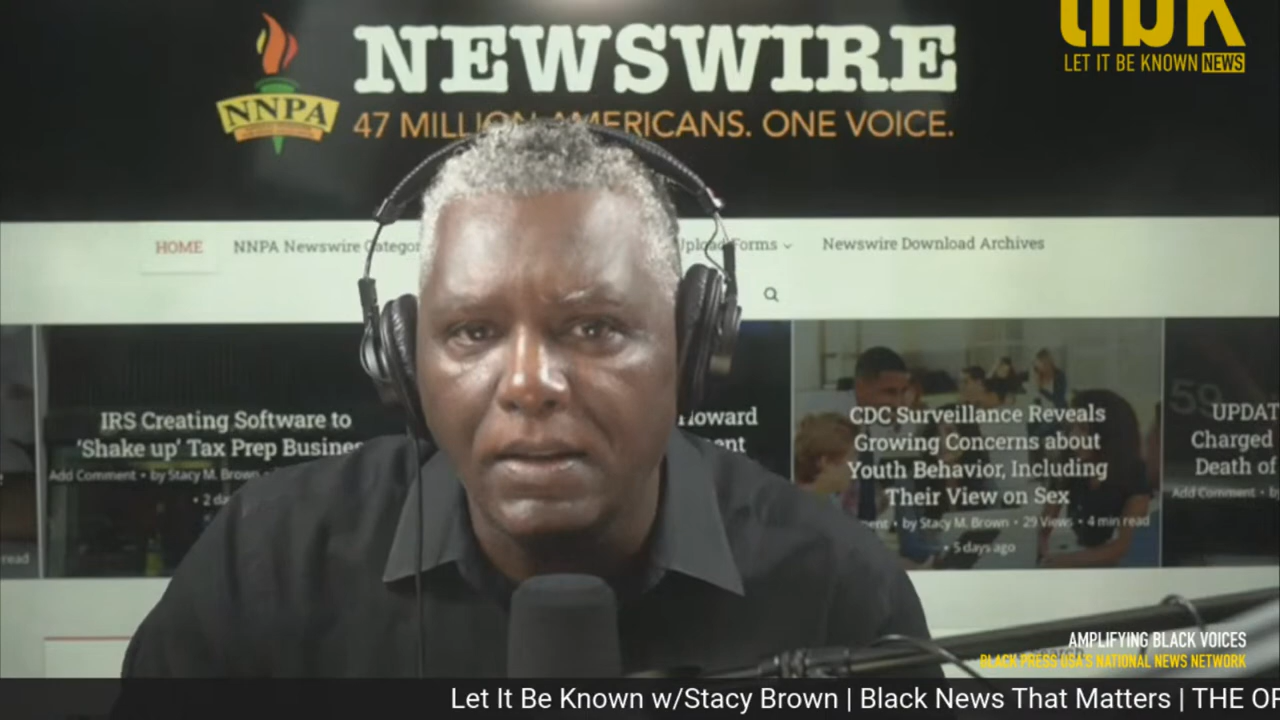 NEWSWIRE
NNPA
47 MILLION AMERICANS. ONE VOICE.
LET IT BE KNOWN NEWS
HOME
NNPA Newswire
Forms
Newswire Download Archives
IRS Creating Software to
'Shake up' Tax Prep
Add Comment • by Stacy M. Brown
• 2
Howard
CDC Surveillance Reveals
Growing Concerns about
Youth Behavior, Including
Their View on Sex
by Stacy M. Brown • 29 Views • 4 min read
• 5 days ago
59
Charged
Death of
Add Comment •
read
AMPLIFYING BLACK VOICES
BLACK PRESS USA'S NATIONAL NEWS NETWORK
Let It Be Known w/Stacy Brown | Black News That Matters | THE